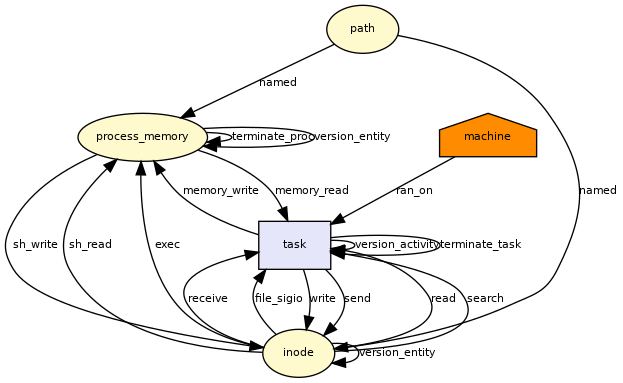 path
named
process_memory
terminate_proc
version_entity
machine
memory_write
memory_read
ran_on
named
sh_write
sh_read
exec
task
version_activity
terminate_task
receive
file_sigio
write
send
read
search
inode
version_entity